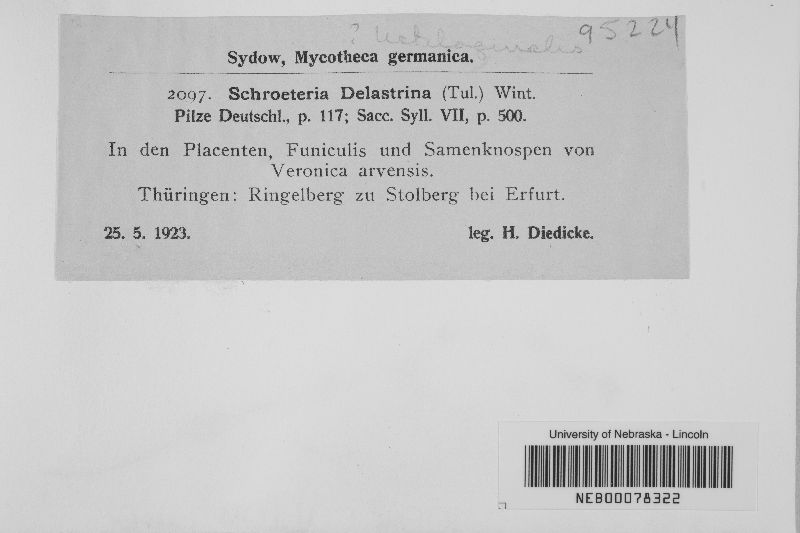 ? Ustilaginales 95224
Sydow, Mycotheca germanica.
2097. Schroeteria Delastrina (Tul.) Wint.
Pilze Deutschl., p. 117; Sacc. Syll. VII, p. 500.
In den Placenten, Funiculis und Samenknospen von
Veronica arvensis.
Thüringen: Ringelberg zu Stolberg bei Erfurt.
25. 5. 1923. leg. H. Diedicke.
University of Nebraska - Lincoln
NEB00078322